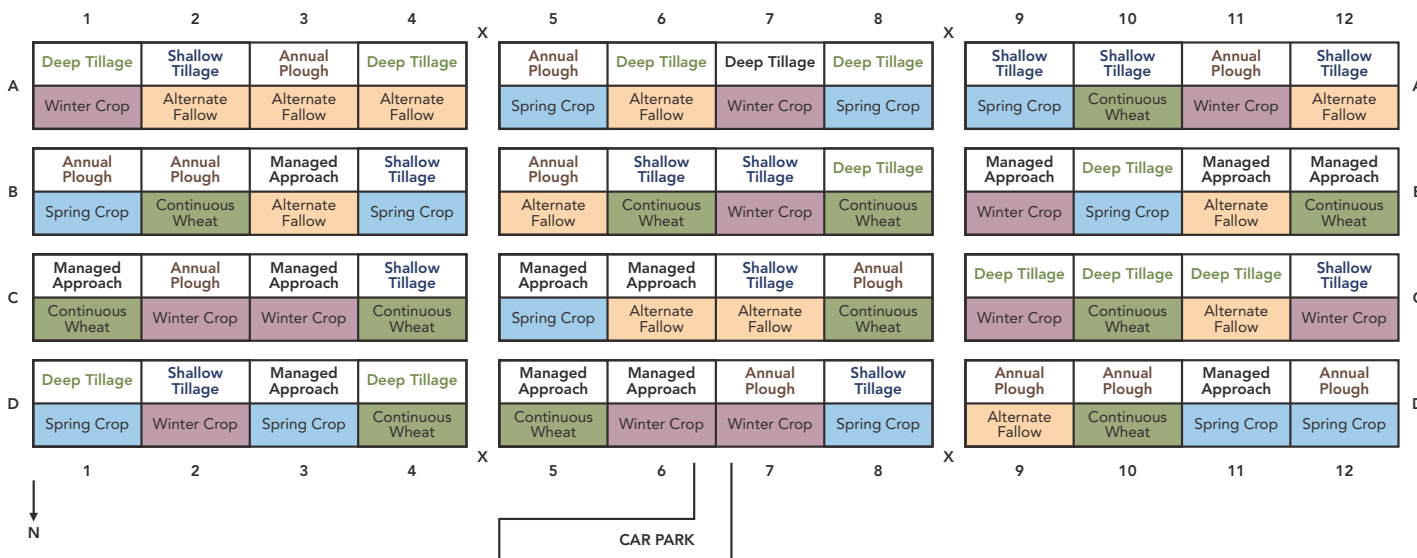 1 2 3 4 5 6 7 8 9 10 11 12
X X
A
Deep Tillage
Winter Crop
Shallow
Tillage
Alternate
Fallow
Annual
Plough
Alternate
Fallow
Deep Tillage
Alternate
Fallow
Annual
Plough
Spring Crop
Deep Tillage
Alternate
Fallow
Deep Tillage
Winter Crop
Deep Tillage
Spring Crop
Shallow
Tillage
Spring Crop
Shallow
Tillage
Continuous
Wheat
Annual
Plough
Winter Crop
Shallow
Tillage
Alternate
Fallow
A
B
Annual
Plough
Spring Crop
Annual
Plough
Continuous
Wheat
Managed
Approach
Alternate
Fallow
Shallow
Tillage
Spring Crop
Annual
Plough
Alternate
Fallow
Shallow
Tillage
Continuous
Wheat
Shallow
Tillage
Winter Crop
Deep Tillage
Continuous
Wheat
Managed
Approach
Winter Crop
Deep Tillage
Spring Crop
Managed
Approach
Alternate
Fallow
Managed
Approach
Continuous
Wheat
B
C
Managed
Approach
Continuous
Wheat
Annual
Plough
Winter Crop
Managed
Approach
Winter Crop
Shallow
Tillage
Continuous
Wheat
Managed
Approach
Spring Crop
Managed
Approach
Alternate
Fallow
Shallow
Tillage
Alternate
Fallow
Annual
Plough
Continuous
Wheat
Deep Tillage
Winter Crop
Deep Tillage
Continuous
Wheat
Deep Tillage
Alternate
Fallow
Shallow
Tillage
Winter Crop
C
D
Deep Tillage
Spring Crop
Shallow
Tillage
Winter Crop
Managed
Approach
Spring Crop
Deep Tillage
Continuous
Wheat
Managed
Approach
Continuous
Wheat
Managed
Approach
Winter Crop
Annual
Plough
Winter Crop
Shallow
Tillage
Spring Crop
Annual
Plough
Alternate
Fallow
Annual
Plough
Continuous
Wheat
Managed
Approach
Spring Crop
Annual
Plough
Spring Crop
D
X X
1 2 3 4 5 6 7 8 9 10 11 12
N
CAR PARK